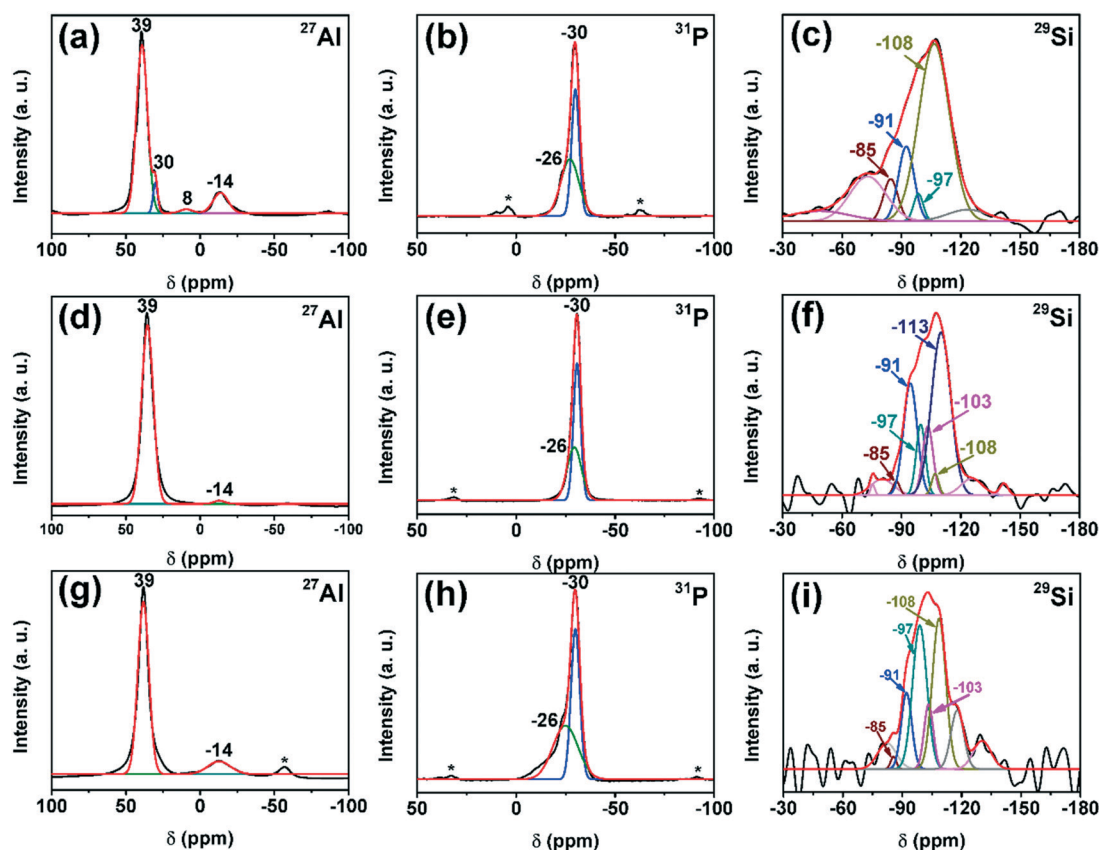 (a)
39
27Al
30
8
-14
Intensity (a. u.)
100 50 0 -50 -100
δ (ppm)
(b)
-30
31P
-26
*
*
Intensity (a. u.)
50 0 -50 -100
δ (ppm)
(c)
29Si
-108
-91
-85
-97
Intensity (a. u.)
-30 -60 -90 -120 -150 -180
δ (ppm)
(d)
39
27Al
-14
Intensity (a. u.)
100 50 0 -50 -100
δ (ppm)
(e)
-30
31P
-26
*
*
Intensity (a. u.)
50 0 -50 -100
δ (ppm)
(f)
29Si
-113
-91
-103
-97
-85
-108
Intensity (a. u.)
-30 -60 -90 -120 -150 -180
δ (ppm)
(g)
39
27Al
-14
*
Intensity (a. u.)
100 50 0 -50 -100
δ (ppm)
(h)
-30
31P
-26
*
*
Intensity (a. u.)
50 0 -50 -100
δ (ppm)
(i)
29Si
-108
-97
-91
-103
-85
Intensity (a. u.)
-30 -60 -90 -120 -150 -180
δ (ppm)